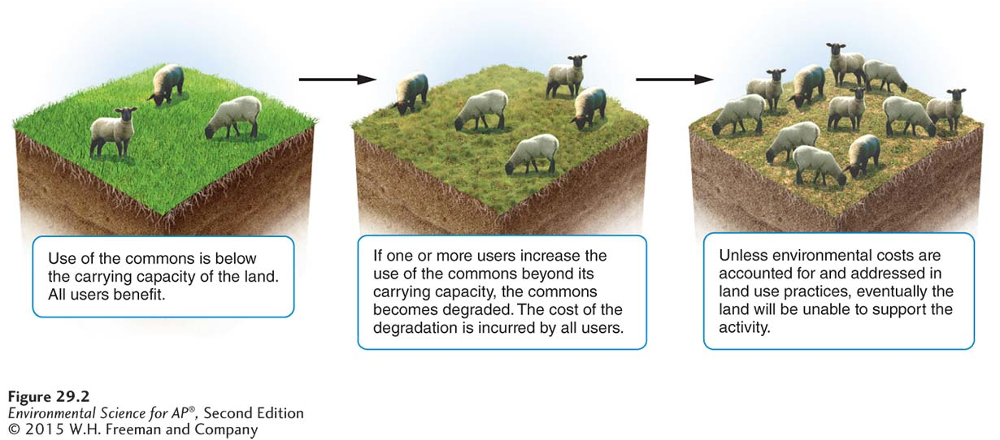 Use of the commons is below
the carrying capacity of the land.
All users benefit.
If one or more users increase the
use of the commons beyond its
carrying capacity, the commons
becomes degraded. The cost of the
degradation is incurred by all users.
Unless environmental costs are
accounted for and addressed in
land use practices, eventually the
land will be unable to support the
activity.
Figure 29.2
Environmental Science for AP®, Second Edition
© 2015 W.H. Freeman and Company